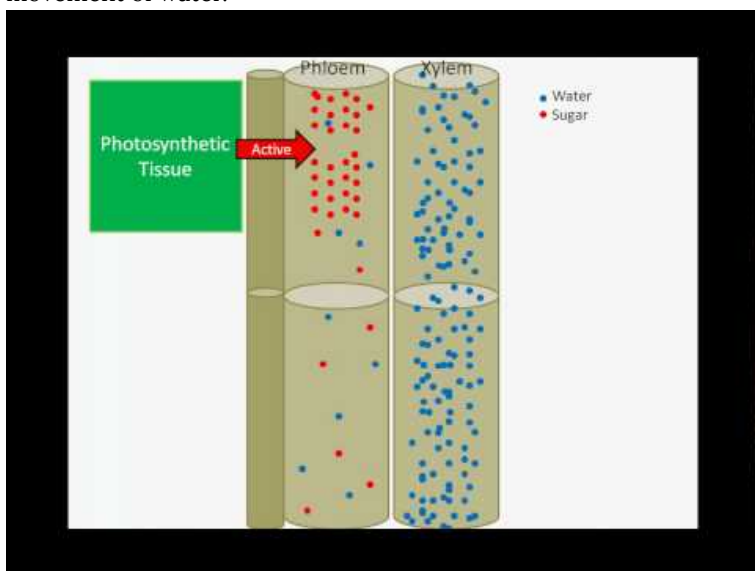 movement of water.
Phloem
Xylem
Water
Sugar
Photosynthetic
Tissue
Active